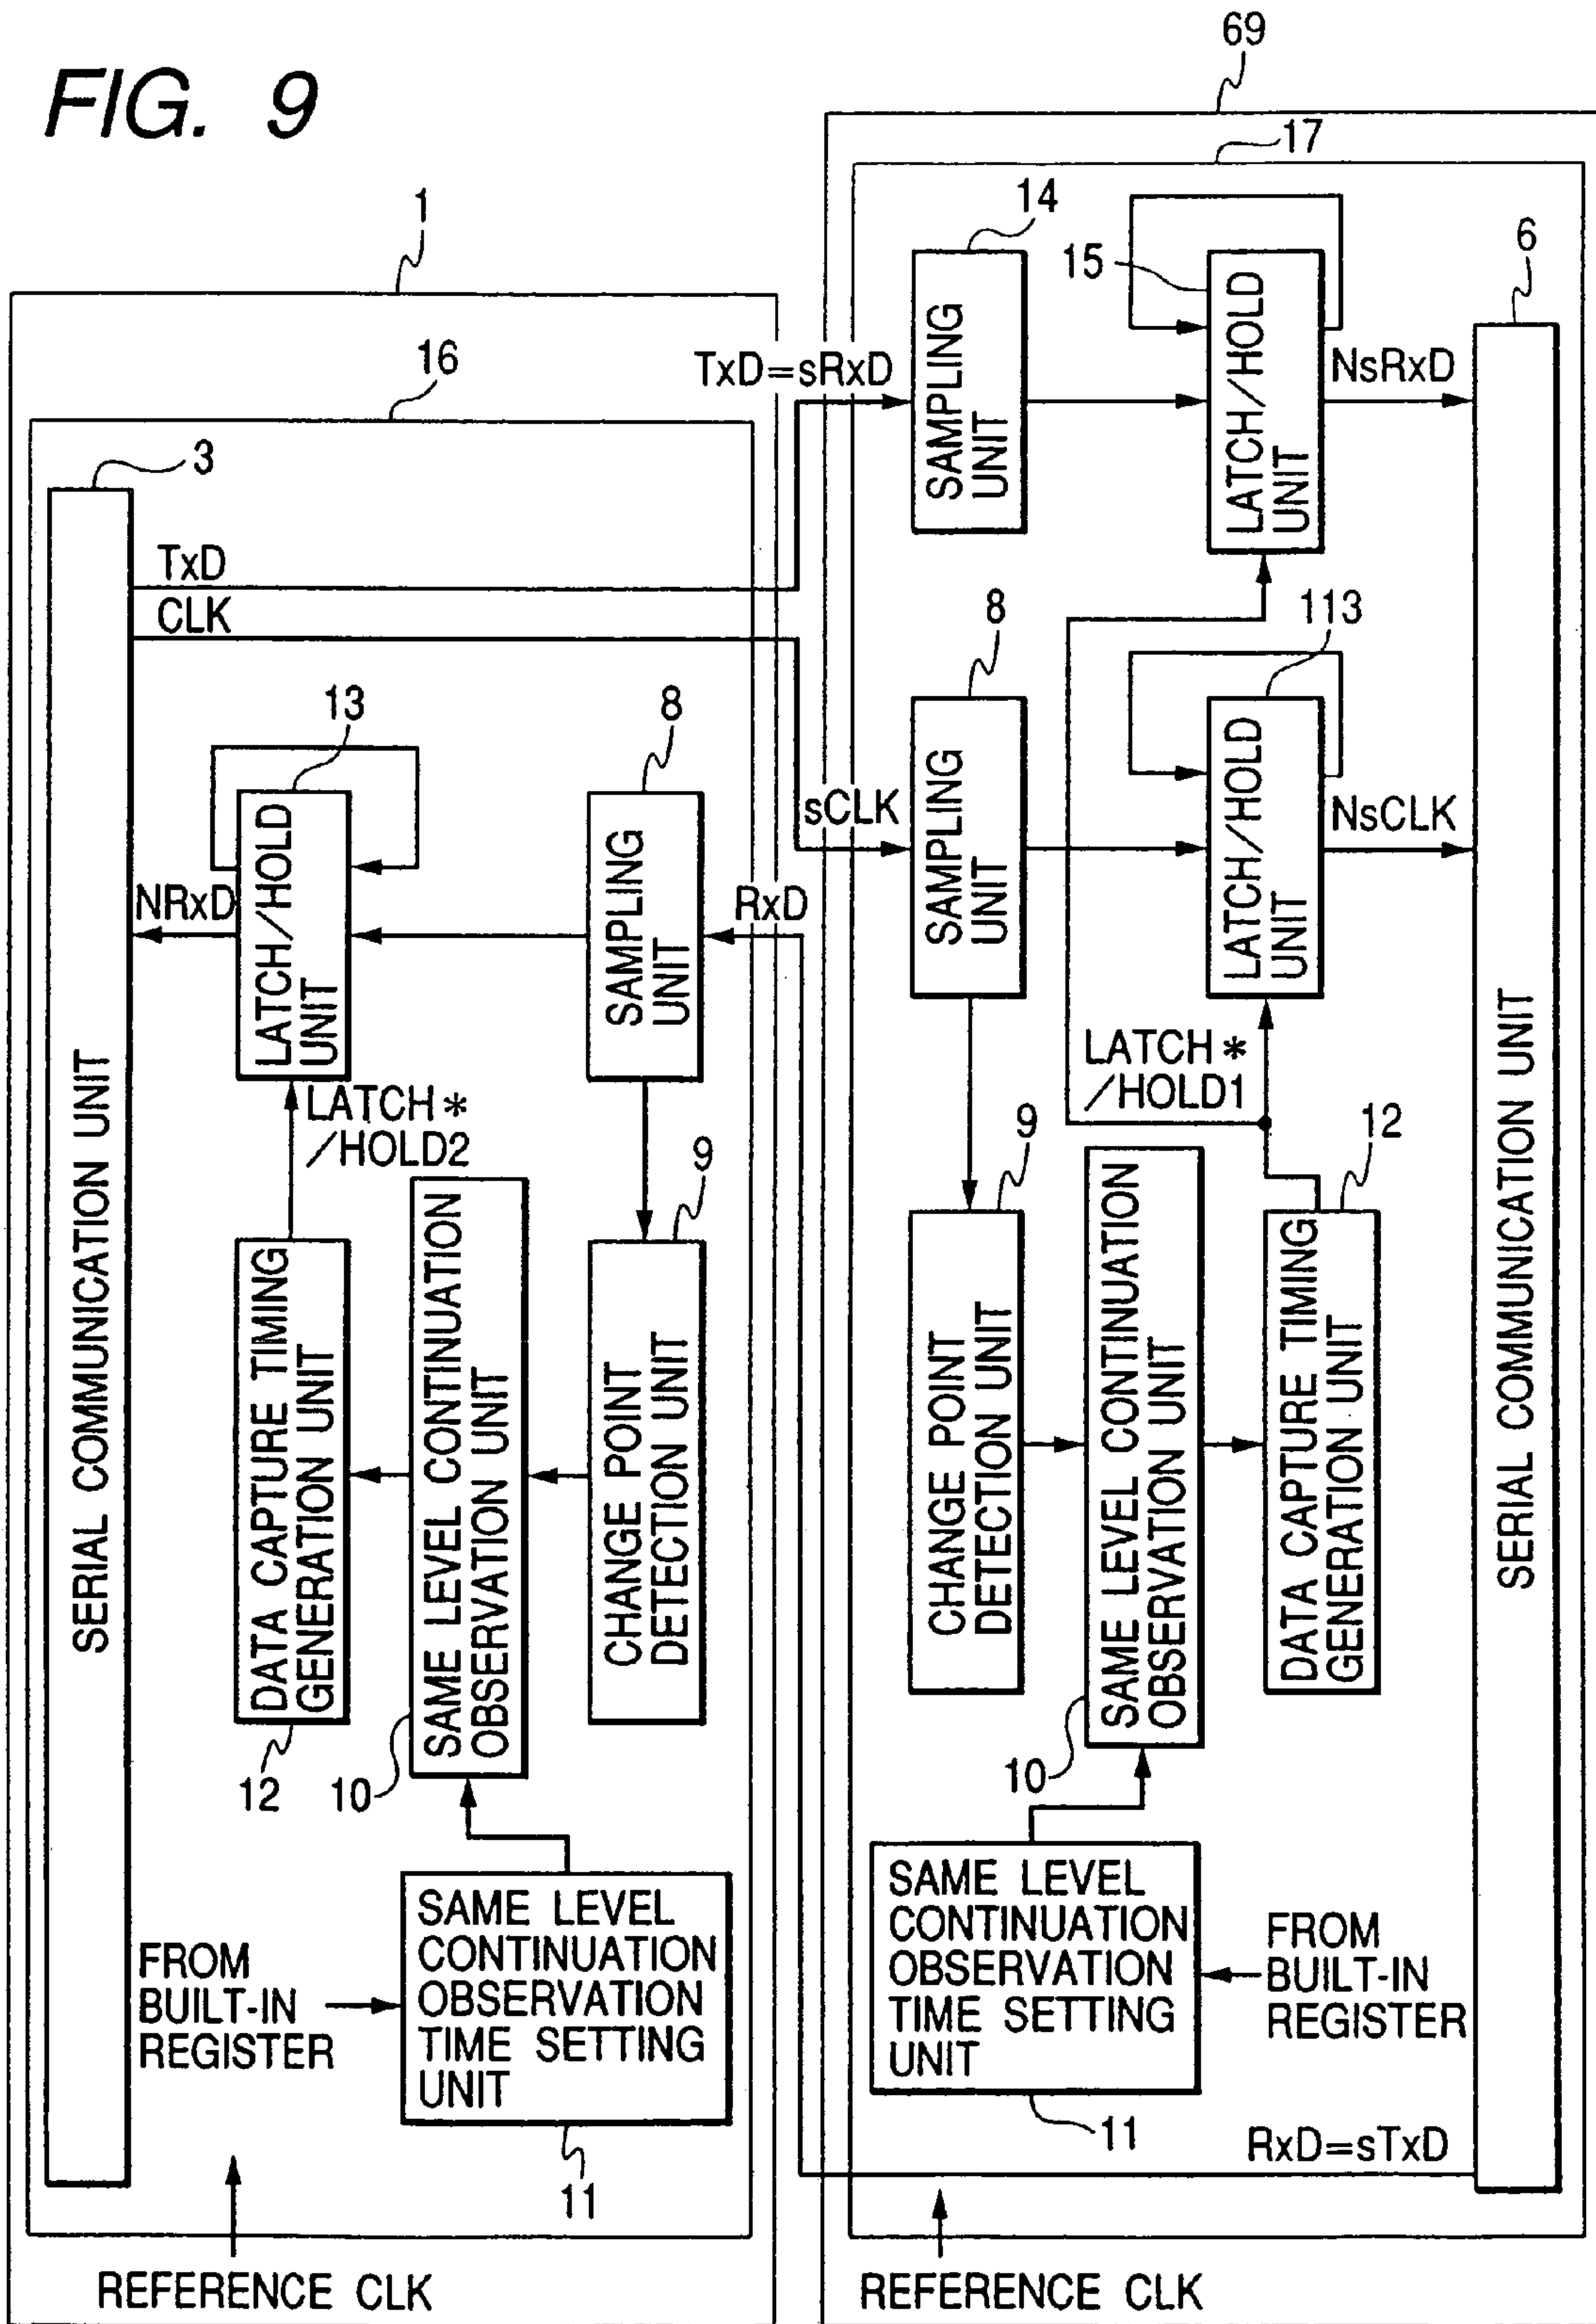 FIG. 9
69
17
1
14
15
6
SAMPLING
UNIT
LATCH/HOLD
UNIT
TxD=sRxD
NsRxD
16
3
TxD
CLK
8
113
13
8
SAMPLING
UNIT
LATCH/HOLD
UNIT
sCLK
NsCLK
LATCH/HOLD
UNIT
SAMPLING
UNIT
NRxD
RxD
SERIAL COMMUNICATION UNIT
SERIAL COMMUNICATION UNIT
LATCH*
/HOLD2
LATCH*
/HOLD1
9
9
12
DATA CAPTURE TIMING
GENERATION UNIT
SAME LEVEL CONTINUATION
OBSERVATION UNIT
CHANGE POINT
DETECTION UNIT
CHANGE POINT
DETECTION UNIT
SAME LEVEL CONTINUATION
OBSERVATION UNIT
DATA CAPTURE TIMING
GENERATION UNIT
12
10
10
FROM
BUILT-IN
REGISTER
SAME LEVEL
CONTINUATION
OBSERVATION
TIME SETTING
UNIT
SAME LEVEL
CONTINUATION
OBSERVATION
TIME SETTING
UNIT
FROM
BUILT-IN
REGISTER
11
11
RxD=sTxD
REFERENCE CLK
REFERENCE CLK